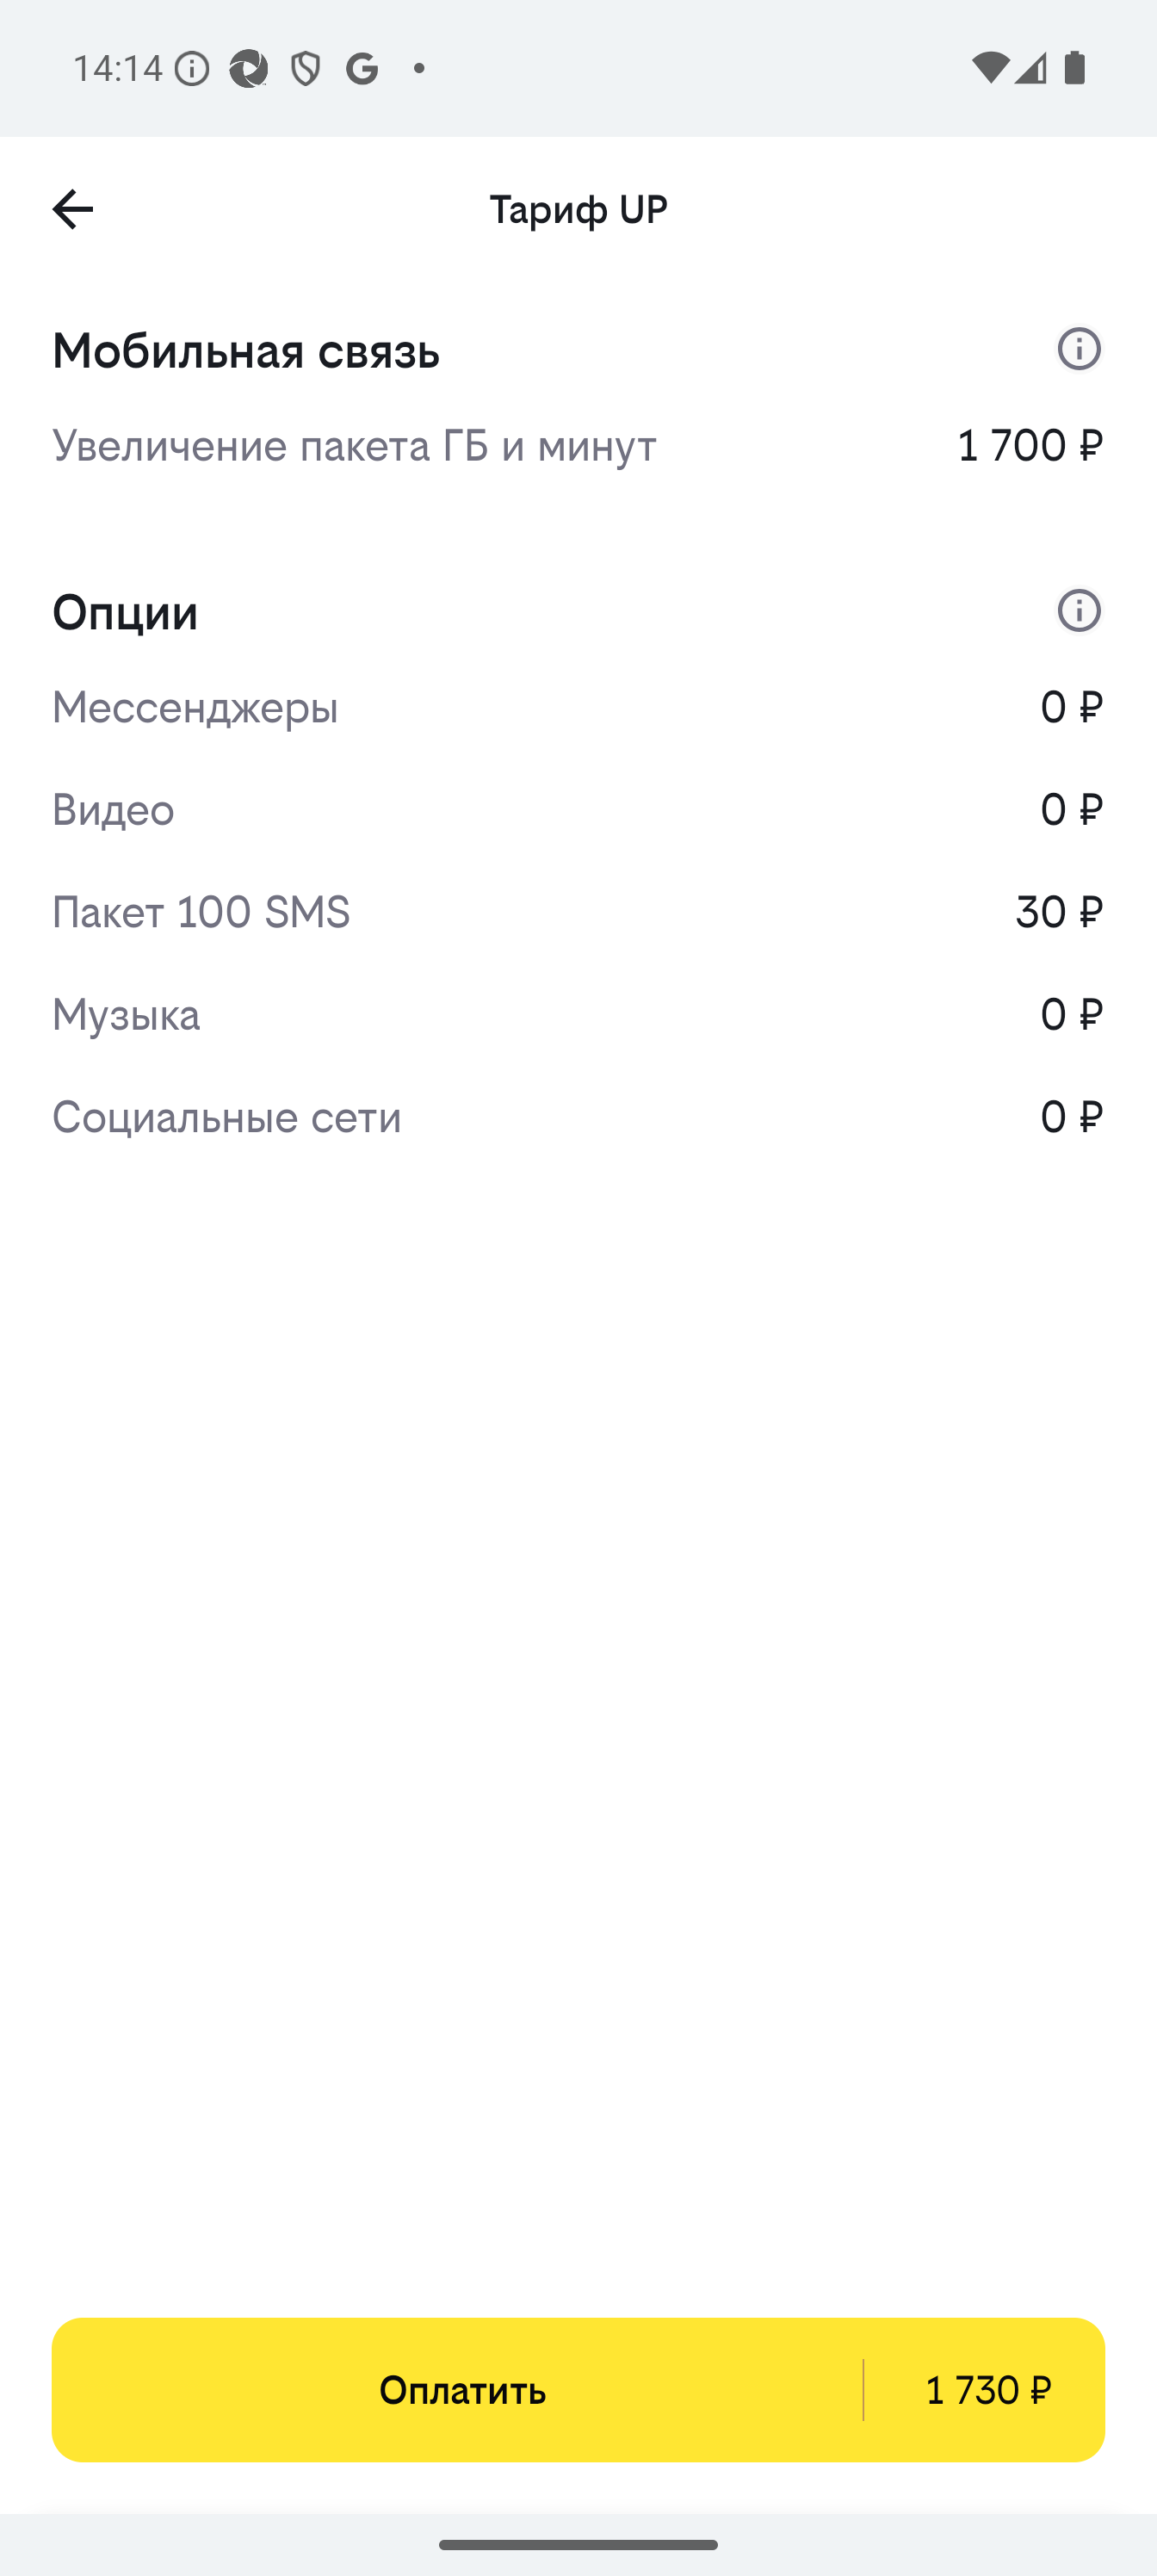 14:14
Тариф UP
Мобильная связь
Увеличение пакета ГБ и минут 1 700 ₽
Опции
Мессенджеры 0 ₽
Видео 0 ₽
Пакет 100 SMS 30 ₽
Музыка 0 ₽
Социальные сети 0 ₽
Оплатить 1 730 ₽